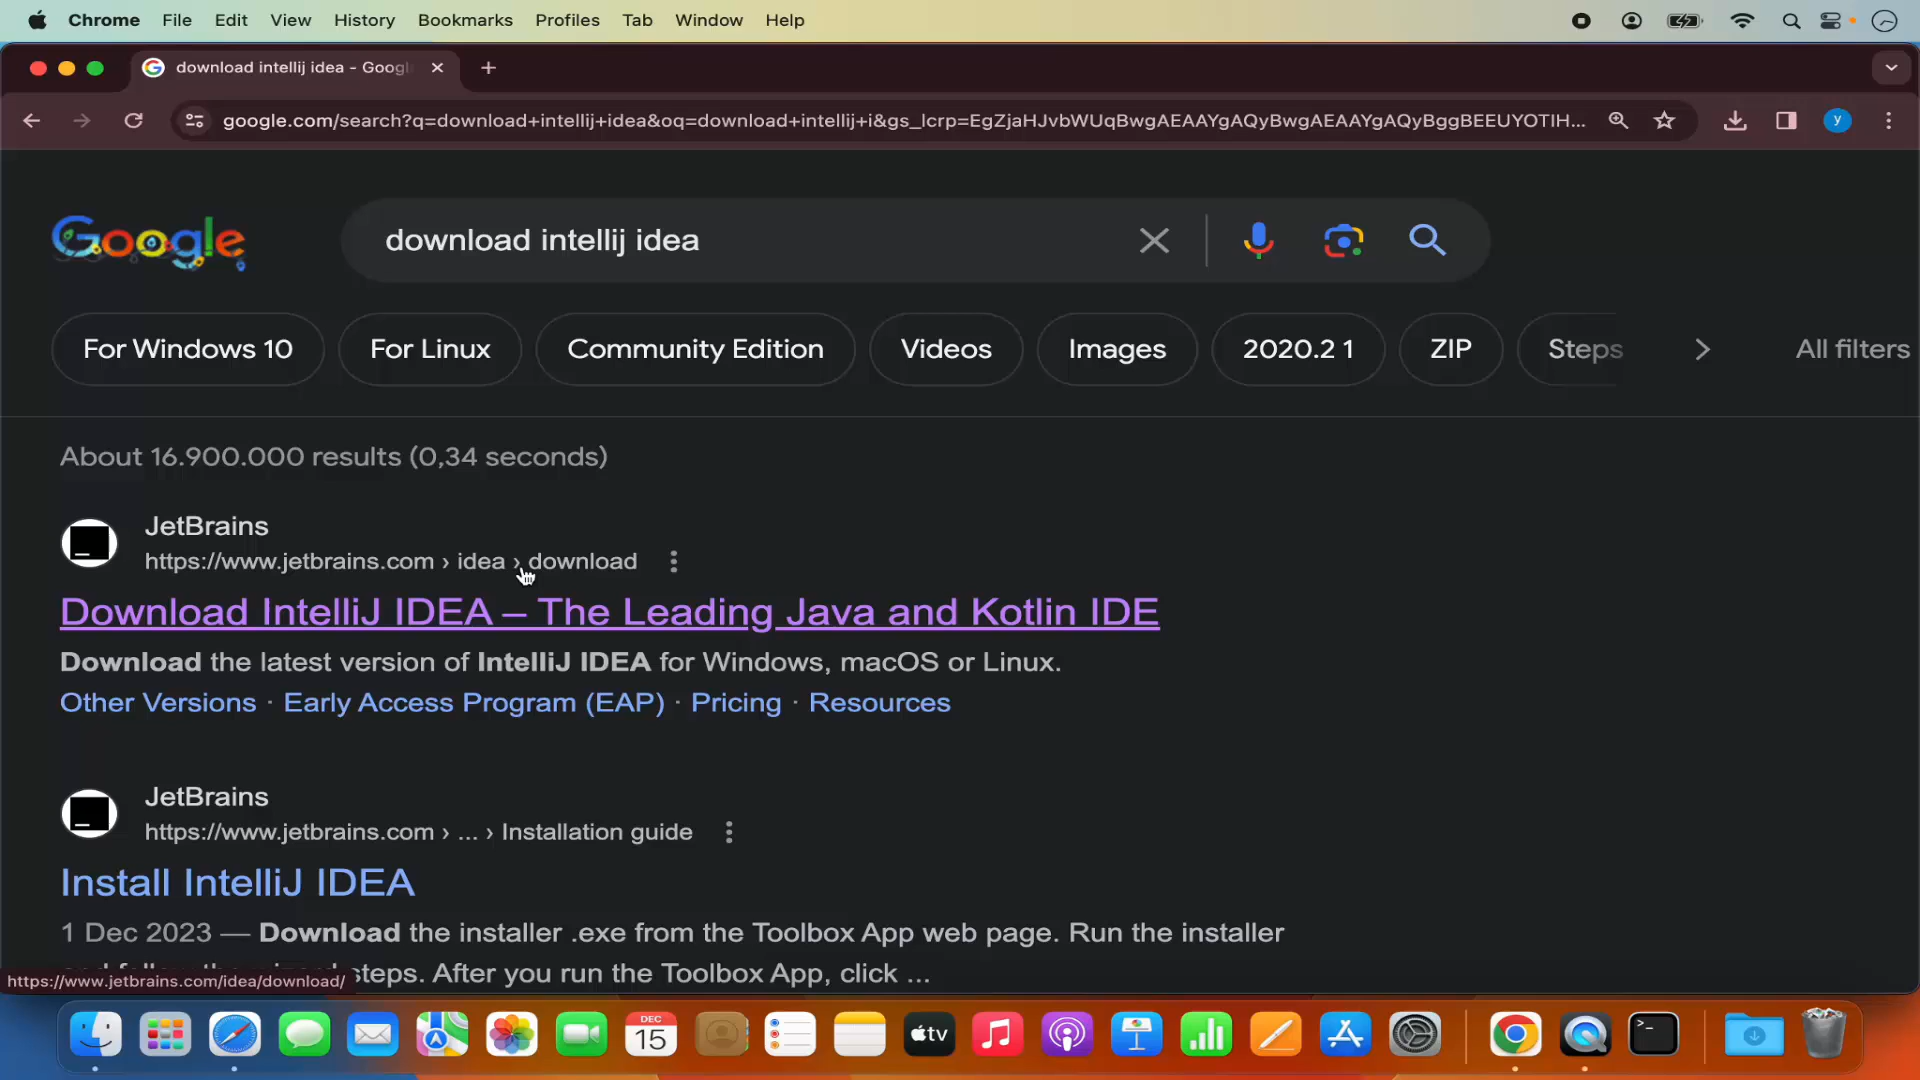 Chrome File Edit View History Bookmarks Profiles Tab Window Help
download intellij idea - Googl
google.com/search?q=download+intellij+idea&oq=download+intellij+i&gs_lcrp=EgZjaHJvbWUqBwgAEAAYgAQyBwgAEAAYgAQyBggBEEUYOTIH...
y
Google
download intellij idea
For Windows 10 For Linux Community Edition Videos Images 2020.2 1 ZIP Steps All filters
About 16.900.000 results (0,34 seconds)
JetBrains
https://www.jetbrains.com › idea › download
Download IntelliJ IDEA – The Leading Java and Kotlin IDE
Download the latest version of IntelliJ IDEA for Windows, macOS or Linux.
Other Versions · Early Access Program (EAP) · Pricing · Resources
JetBrains
https://www.jetbrains.com › ... › Installation guide
Install IntelliJ IDEA
1 Dec 2023 — Download the installer .exe from the Toolbox App web page. Run the installer
steps. After you run the Toolbox App, click ...
https://www.jetbrains.com/idea/download/
DEC
15
tv